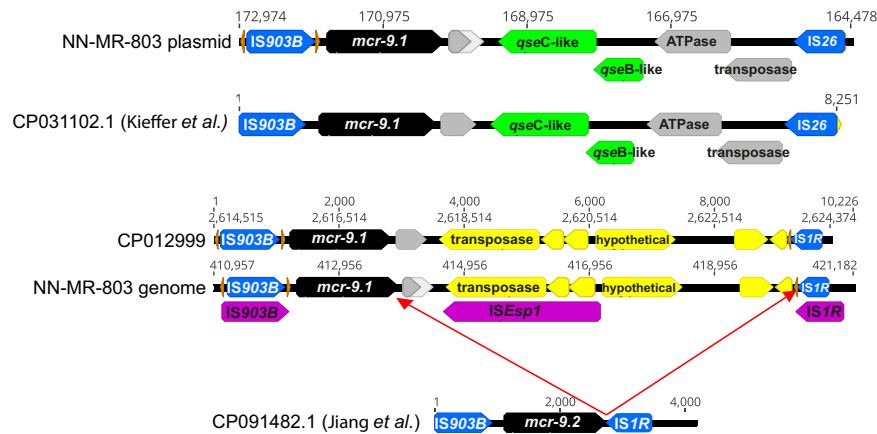 172,974 170,975 168,975 166,975 164,478
NN-MR-803 plasmid IS903B mcr-9.1 qseC-like ATPase IS26
qseB-like transposase
1 8,251
CP031102.1 (Kieffer et al.) IS903B mcr-9.1 qseC-like ATPase IS26
qseB-like transposase
1 2,000 4,000 6,000 8,000 10,226
2,614,515 2,616,514 2,618,514 2,620,514 2,622,514 2,624,374
CP012999 IS903B mcr-9.1 transposase hypothetical IS1R
410,957 412,956 414,956 416,956 418,956 421,182
NN-MR-803 genome IS903B mcr-9.1 transposase hypothetical IS1R
IS903B ISEsp1 IS1R
1 2,000 4,000
CP091482.1 (Jiang et al.) IS903B mcr-9.2 IS1R